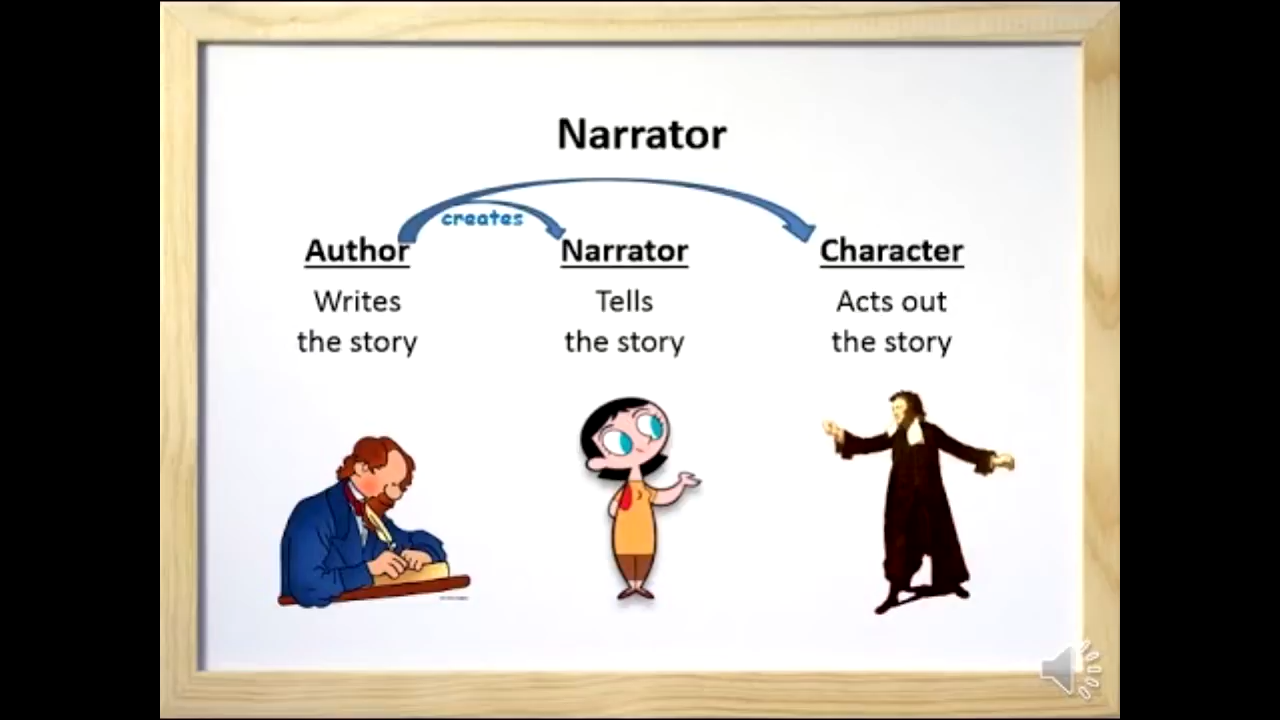 Narrator
creates
Author Narrator Character
Writes Tells Acts out
the story the story the story